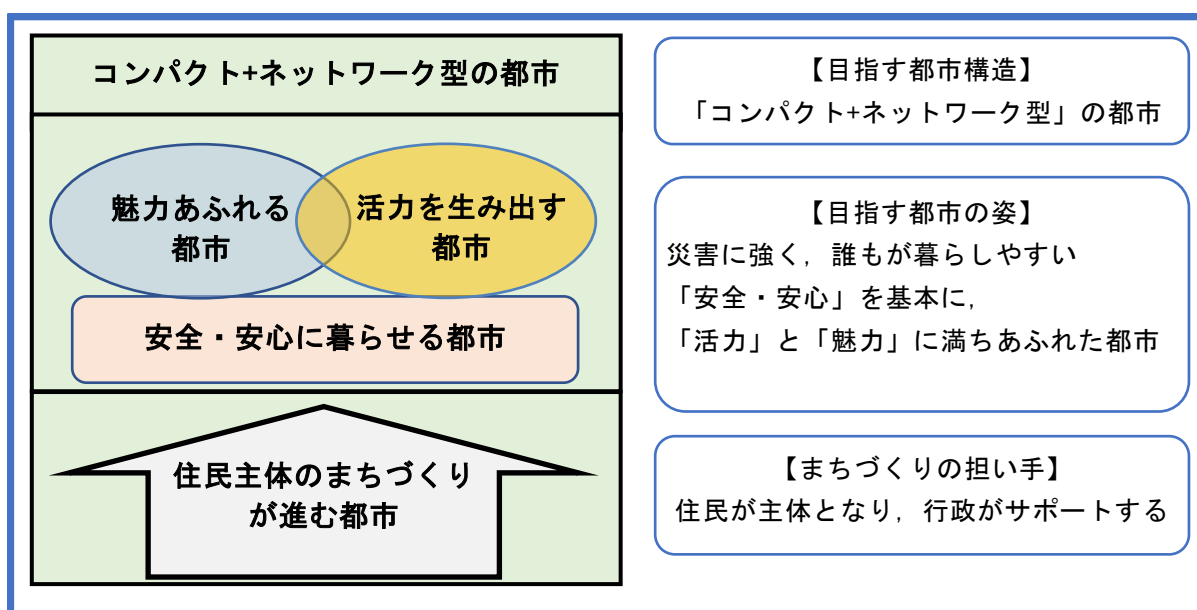 コンパクト+ネットワーク型の都市
魅力あふれる
都市
活力を生み出す
都市
安全・安心に暮らせる都市
住民主体のまちづくり
が進む都市
【目指す都市構造】
「コンパクト+ネットワーク型」の都市
【目指す都市の姿】
災害に強く，誰もが暮らしやすい
「安全・安心」を基本に，
「活力」と「魅力」に満ちあふれた都市
【まちづくりの担い手】
住民が主体となり，行政がサポートする